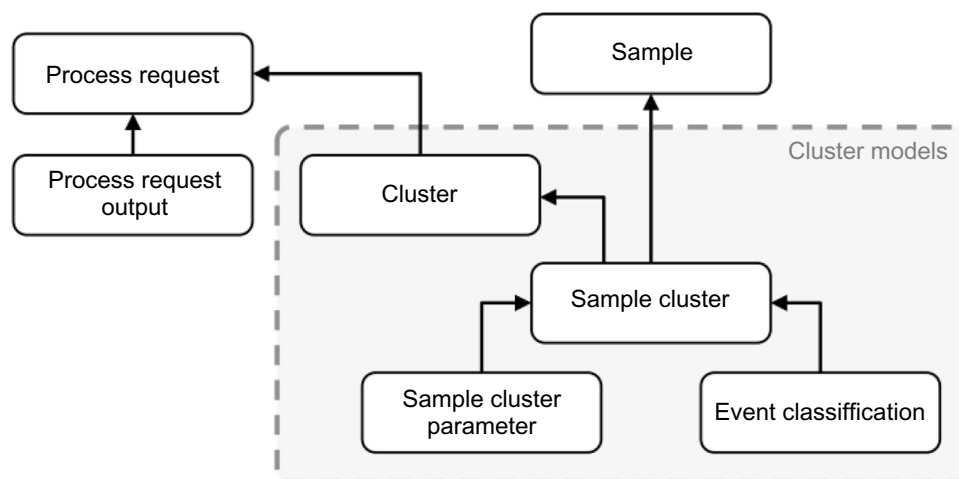 Process request
Sample
Process request
output
Cluster models
Cluster
Sample cluster
Sample cluster
parameter
Event classiffication